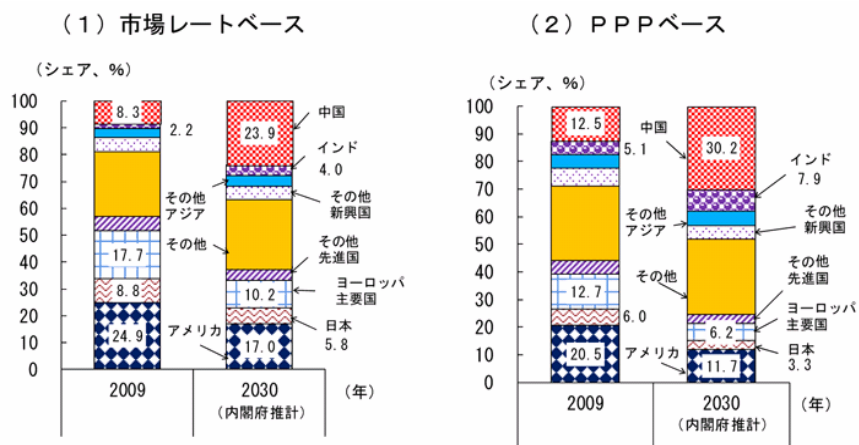 (1)市場レートベース
(シェア、%)
100
90
80
70
60
50
40
30
20
10
0
8.3
2.2
17.7
8.8
24.9
23.9
10.2
17.0
中国
インド
4.0
その他
アジア
その他
新興国
その他
その他
先進国
ヨーロッパ
主要国
アメリカ
日本
5.8
2009
2030
(内閣府推計)
(年)
(2)PPPベース
(シェア、%)
100
90
80
70
60
50
40
30
20
10
0
12.5
5.1
12.7
6.0
20.5
30.2
6.2
11.7
中国
インド
7.9
その他
アジア
その他
新興国
その他
その他
先進国
ヨーロッパ
主要国
アメリカ
日本
3.3
2009
2030
(内閣府推計)
(年)